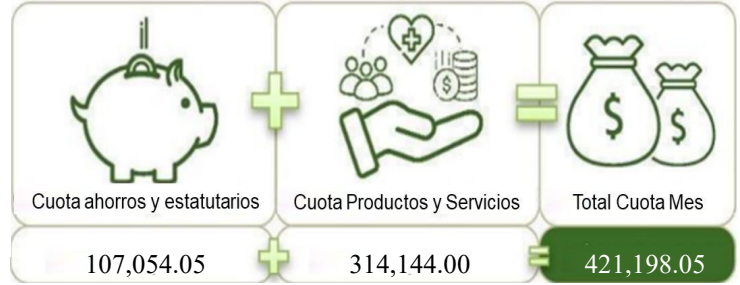 Cuota ahorros y estatutarios
Cuota Productos y Servicios
Total Cuota Mes
107,054.05
314,144.00
421,198.05